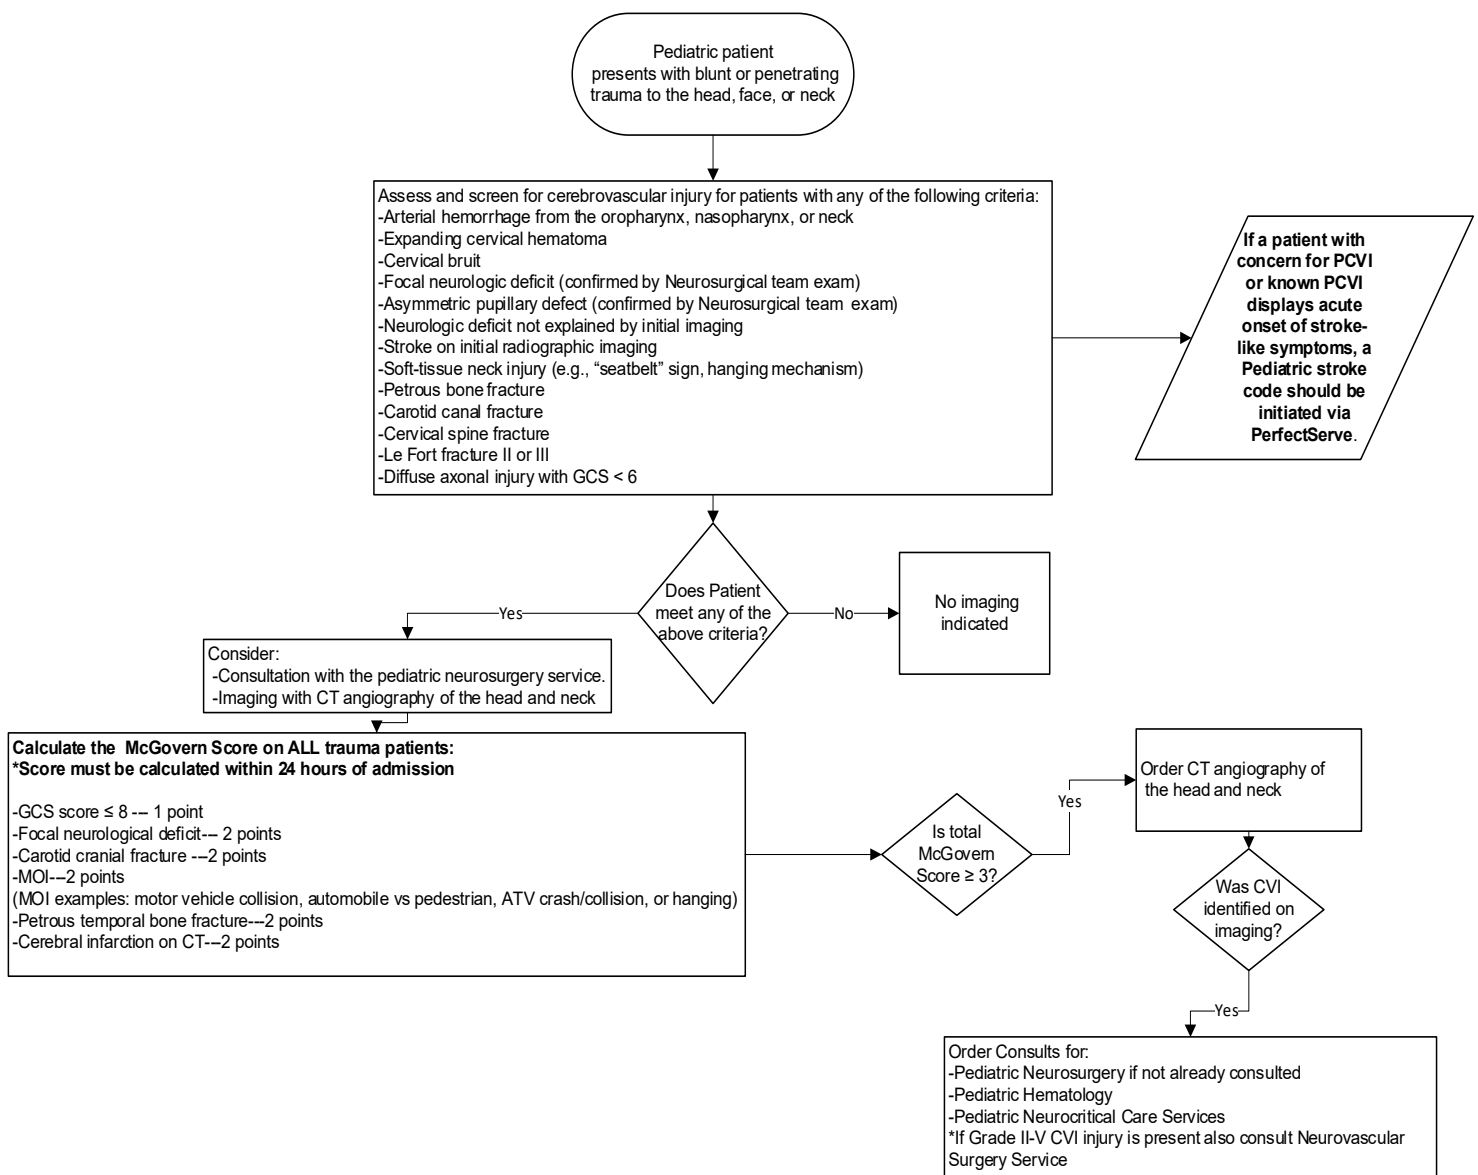 Pediatric patient
presents with blunt or penetrating
trauma to the head, face, or neck
Assess and screen for cerebrovascular injury for patients with any of the following criteria:
-Arterial hemorrhage from the oropharynx, nasopharynx, or neck
-Expanding cervical hematoma
-Cervical bruit
-Focal neurologic deficit (confirmed by Neurosurgical team exam)
-Asymmetric pupillary defect (confirmed by Neurosurgical team exam)
-Neurologic deficit not explained by initial imaging
-Stroke on initial radiographic imaging
-Soft-tissue neck injury (e.g., “seatbelt” sign, hanging mechanism)
-Petrous bone fracture
-Carotid canal fracture
-Cervical spine fracture
-Le Fort fracture II or III
-Diffuse axonal injury with GCS < 6
If a patient with
concern for PCVI
or known PCVI
displays acute
onset of stroke-
like symptoms, a
Pediatric stroke
code should be
initiated via
PerfectServe.
Does Patient
meet any of the
above criteria?
Yes
No
No imaging
indicated
Consider:
-Consultation with the pediatric neurosurgery service.
-Imaging with CT angiography of the head and neck
Calculate the McGovern Score on ALL trauma patients:
*Score must be calculated within 24 hours of admission
-GCS score ≤ 8 --- 1 point
-Focal neurological deficit--- 2 points
-Carotid cranial fracture ---2 points
-MOI---2 points
(MOI examples: motor vehicle collision, automobile vs pedestrian, ATV crash/collision, or hanging)
-Petrous temporal bone fracture---2 points
-Cerebral infarction on CT---2 points
Is total
McGovern
Score ≥ 3?
Yes
Order CT angiography of
the head and neck
Was CVI
identified on
imaging?
Yes
Order Consults for:
-Pediatric Neurosurgery if not already consulted
-Pediatric Hematology
-Pediatric Neurocritical Care Services
*If Grade II-V CVI injury is present also consult Neurovascular
Surgery Service